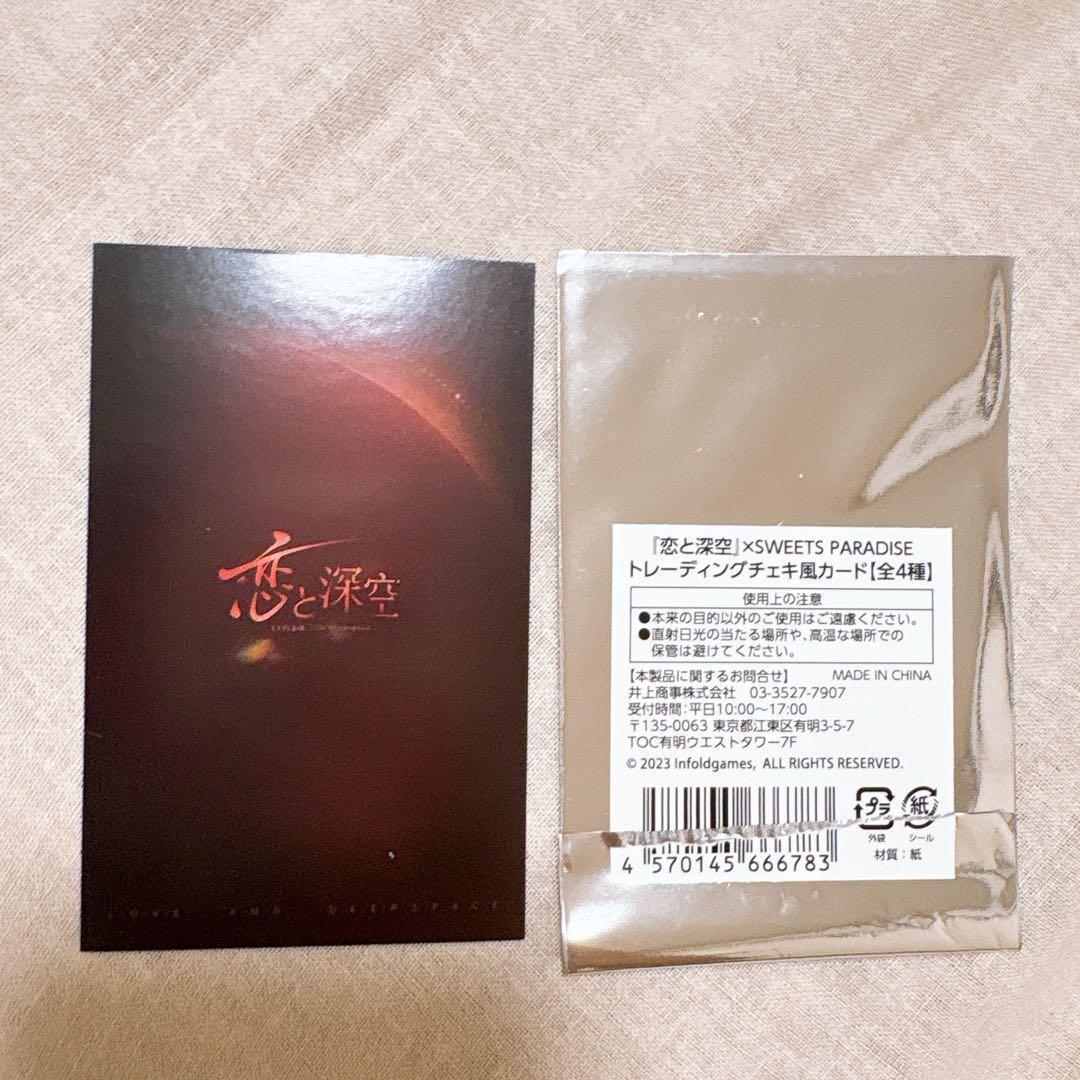 恋と深空
『恋と深空』×SWEETS PARADISE
トレーディングチェキ風カード【全4種】
使用上の注意
●本来の目的以外のご使用はご遠慮ください。
●直射日光の当たる場所や、高温な場所での
保管は避けてください。
【本製品に関するお問合せ】 MADE IN CHINA
井上商事株式会社 03-3527-7907
受付時間:平日10:00〜17:00
〒135-0063 東京都江東区有明3-5-7
TOC有明ウエストタワー7F
© 2023 Infoldgames, ALL RIGHTS RESERVED.
プラ 紙
外袋 シール
材質:紙
4 570145 666783